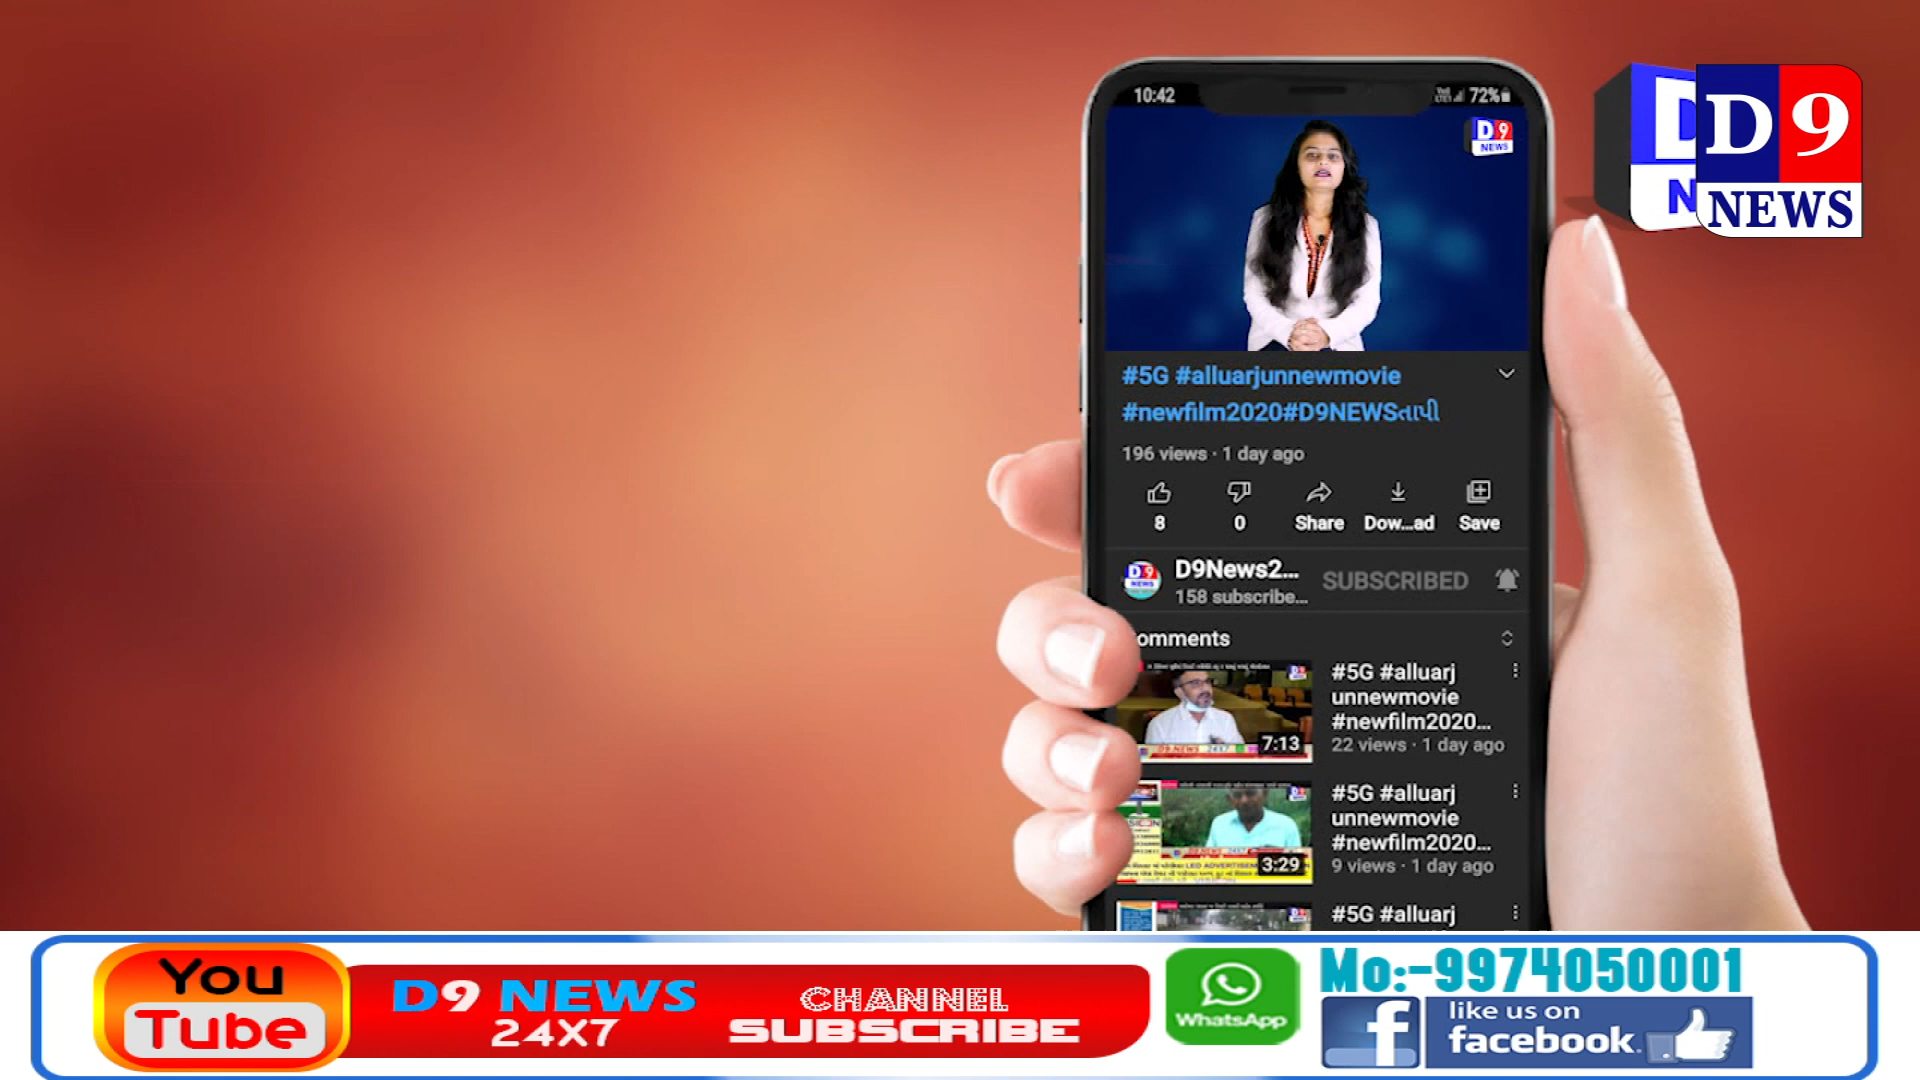 10:42
72%
D9
NEWS
D
N
D9
NEWS
#5G #alluarjunnewmovie
#newfilm2020#D9NEWSતાપી
196 views · 1 day ago
8
0
Share
Dow...ad
Save
D9News2...
158 subscribe...
SUBSCRIBED
omments
#5G #alluarj
unnewmovie
#newfilm2020...
22 views · 1 day ago
7:13
#5G #alluarj
unnewmovie
#newfilm2020...
9 views · 1 day ago
3:29
#5G #alluarj
You
Tube
D9 NEWS
24X7
CHANNEL
SUBSCRIBE
WhatsApp
Mo:-9974050001
f
like us on
facebook.